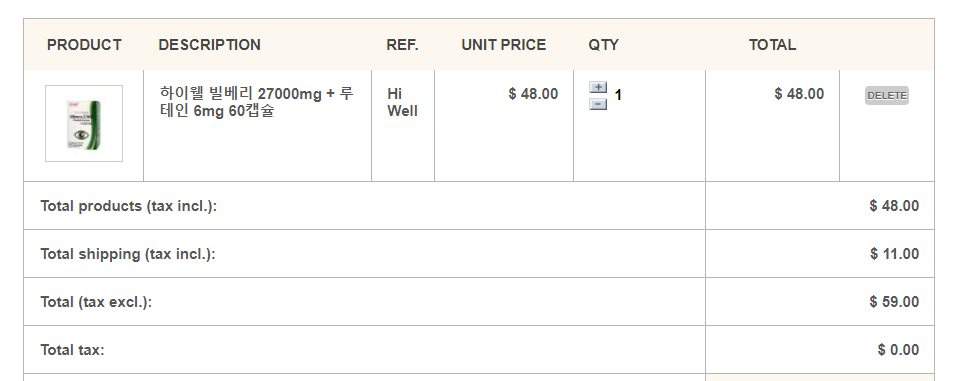 PRODUCT DESCRIPTION REF. UNIT PRICE QTY TOTAL
하이웰 빌베리 27000mg + 루 Hi $ 48.00 1 $ 48.00 DELETE
테인 6mg 60캡슐 Well
Total products (tax incl.): $ 48.00
Total shipping (tax incl.): $ 11.00
Total (tax excl.): $ 59.00
Total tax: $ 0.00